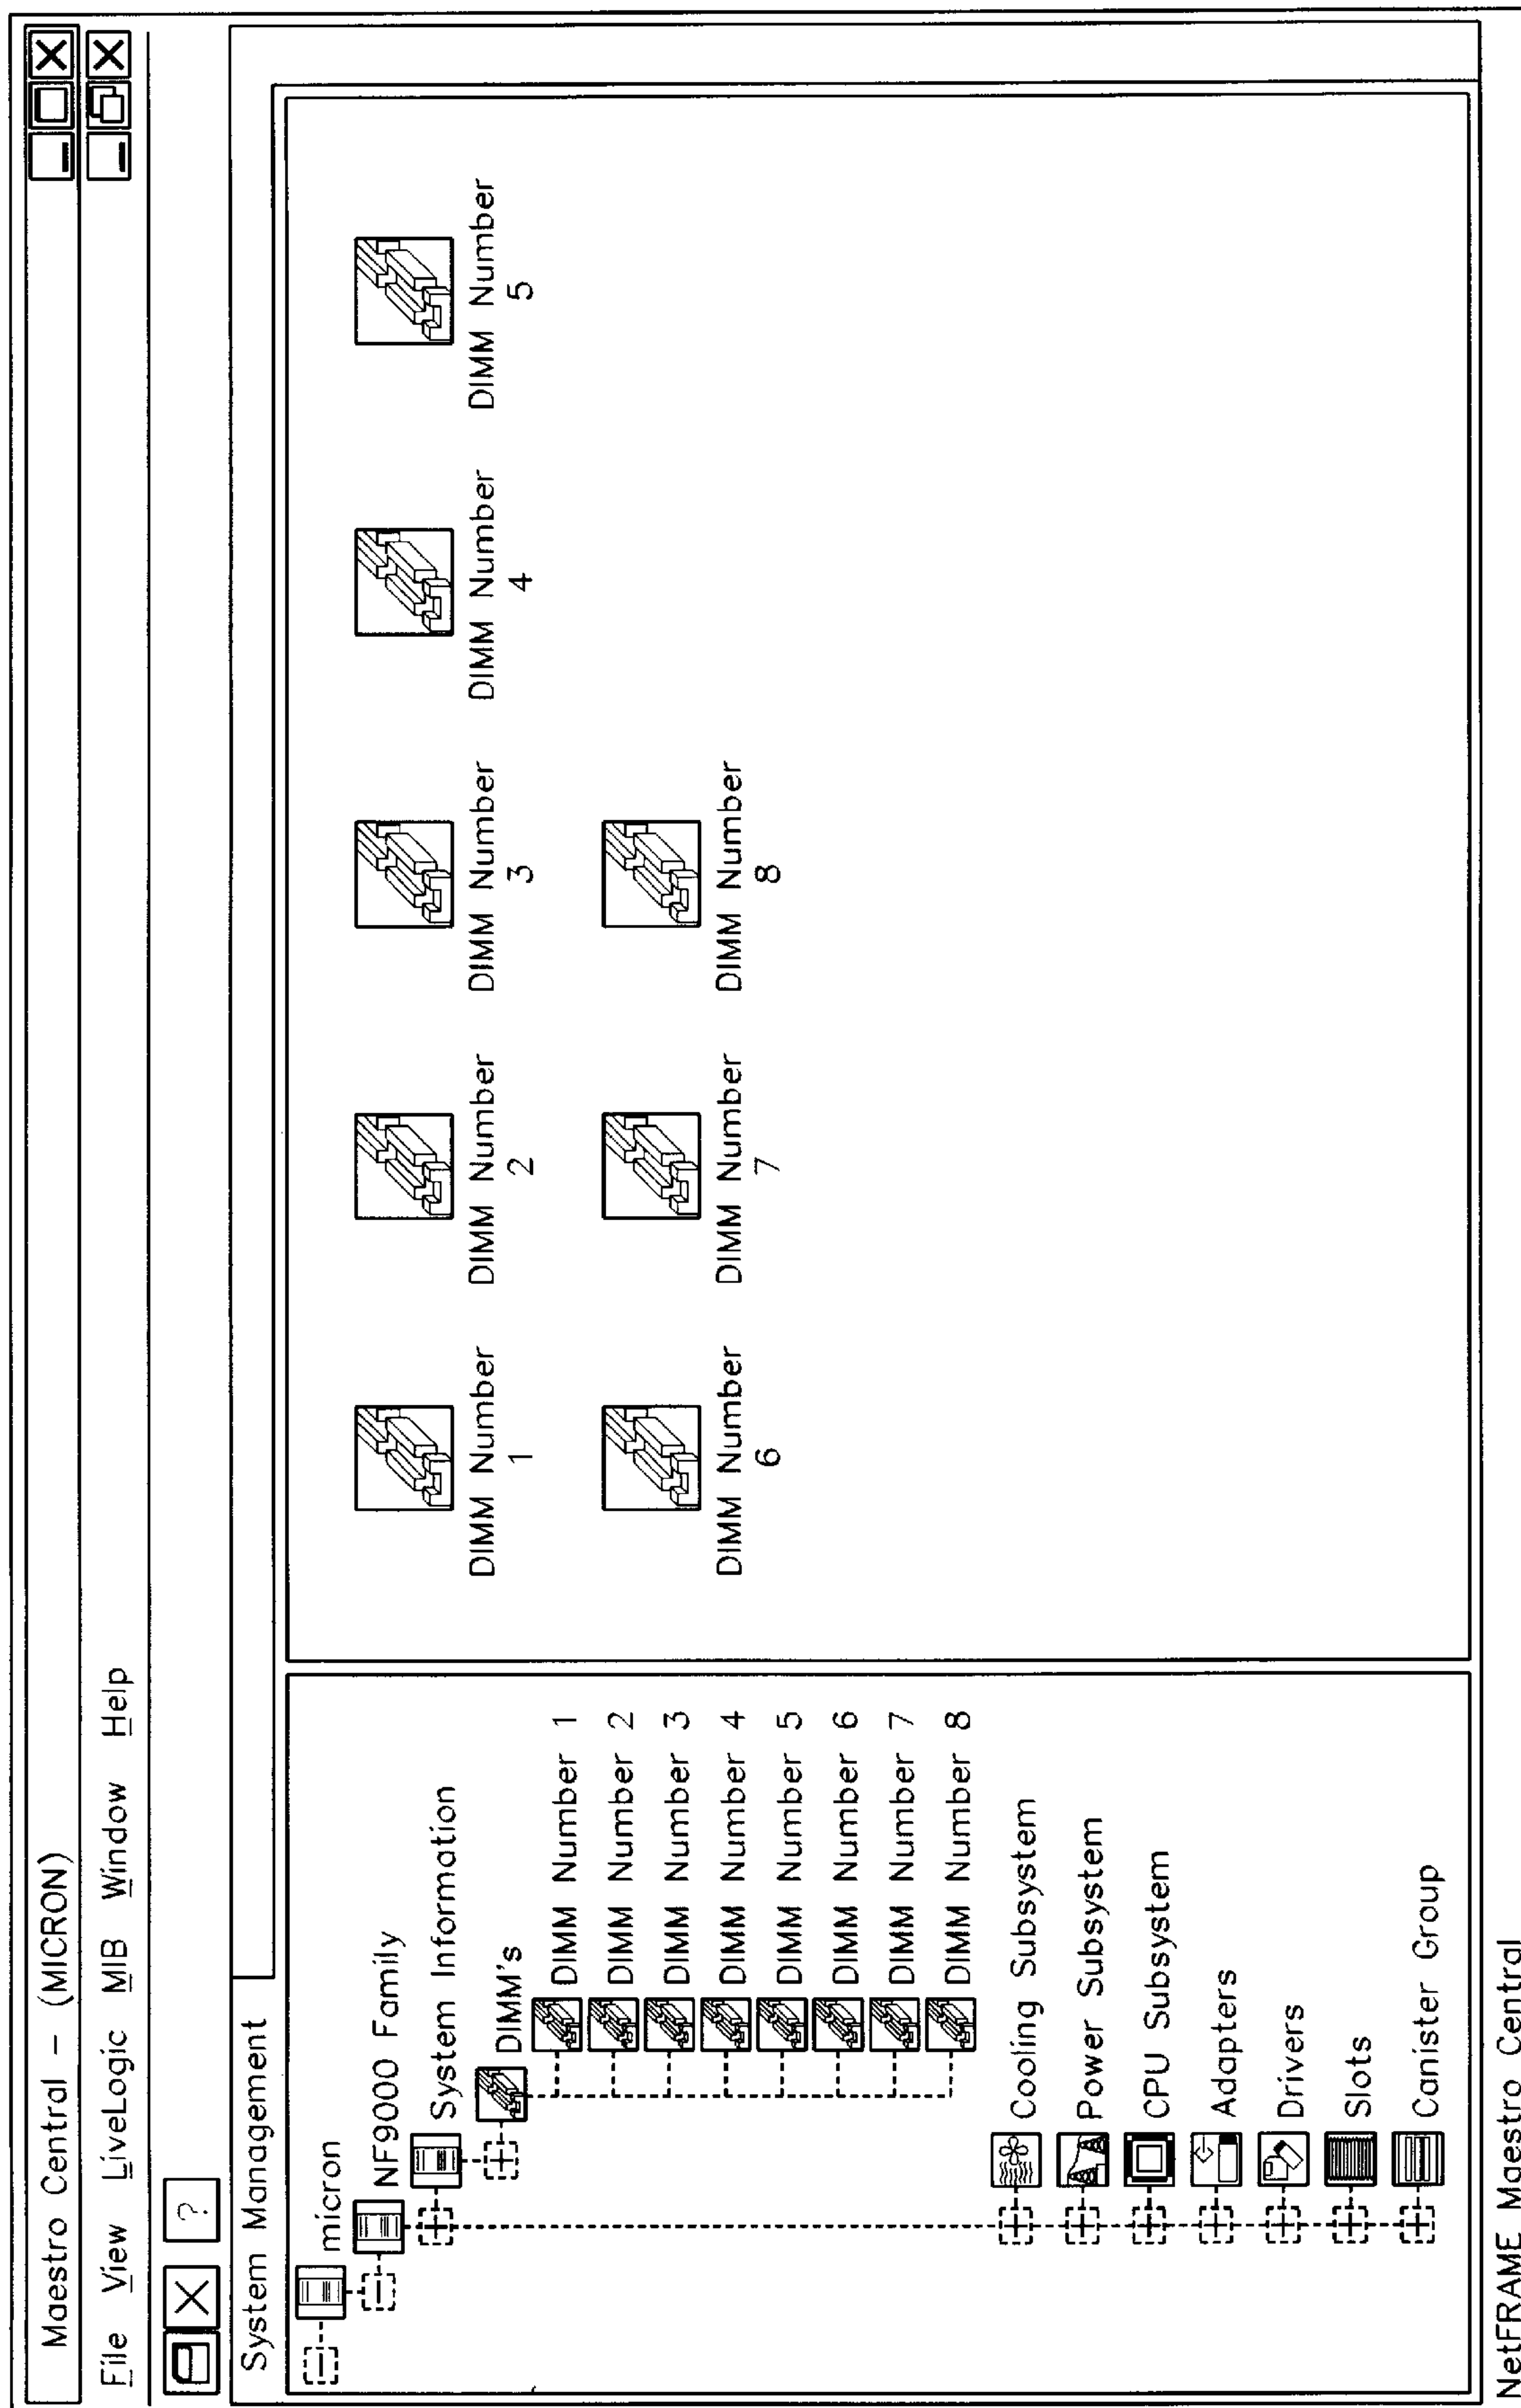 Maestro Central – (MICRON)
File View LiveLogic MIB Window Help
?
System Management
micron
NF9000 Family
System Information
DIMM's
DIMM Number 1
DIMM Number 2
DIMM Number 3
DIMM Number 4
DIMM Number 5
DIMM Number 6
DIMM Number 7
DIMM Number 8
Cooling Subsystem
Power Subsystem
CPU Subsystem
Adapters
Drivers
Slots
Canister Group
DIMM Number
1
DIMM Number
2
DIMM Number
3
DIMM Number
4
DIMM Number
5
DIMM Number
6
DIMM Number
7
DIMM Number
8
NetFRAME Maestro Central